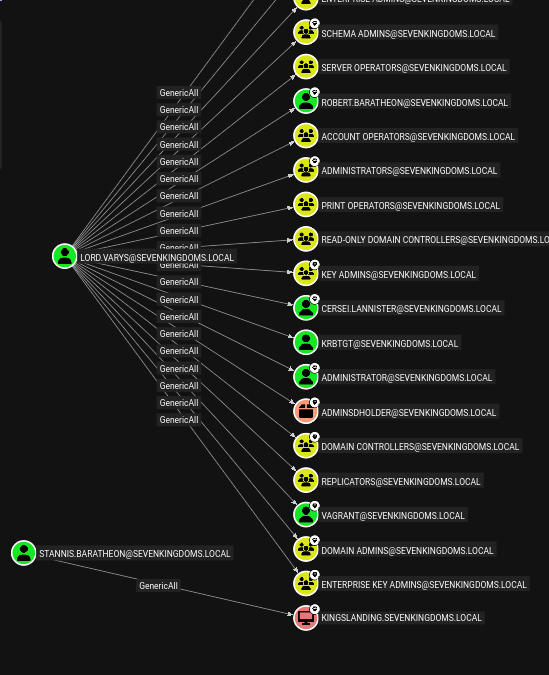 ENTERPRISE ADMINS@SEVENKINGDOMS.LOCAL
SCHEMA ADMINS@SEVENKINGDOMS.LOCAL
SERVER OPERATORS@SEVENKINGDOMS.LOCAL
GenericAll
ROBERT.BARATHEON@SEVENKINGDOMS.LOCAL
GenericAll
GenericAll
ACCOUNT OPERATORS@SEVENKINGDOMS.LOCAL
GenericAll
GenericAll
ADMINISTRATORS@SEVENKINGDOMS.LOCAL
GenericAll
GenericAll
PRINT OPERATORS@SEVENKINGDOMS.LOCAL
GenericAll
GenericAll
READ-ONLY DOMAIN CONTROLLERS@SEVENKINGDOMS.LO
GenericAll
LORD.VARYS@SEVENKINGDOMS.LOCAL
GenericAll
KEY ADMINS@SEVENKINGDOMS.LOCAL
GenericAll
GenericAll
CERSEI.LANNISTER@SEVENKINGDOMS.LOCAL
GenericAll
GenericAll
KRBTGT@SEVENKINGDOMS.LOCAL
GenericAll
GenericAll
ADMINISTRATOR@SEVENKINGDOMS.LOCAL
GenericAll
GenericAll
ADMINSDHOLDER@SEVENKINGDOMS.LOCAL
GenericAll
DOMAIN CONTROLLERS@SEVENKINGDOMS.LOCAL
REPLICATORS@SEVENKINGDOMS.LOCAL
VAGRANT@SEVENKINGDOMS.LOCAL
DOMAIN ADMINS@SEVENKINGDOMS.LOCAL
STANNIS.BARATHEON@SEVENKINGDOMS.LOCAL
ENTERPRISE KEY ADMINS@SEVENKINGDOMS.LOCAL
GenericAll
KINGSLANDING.SEVENKINGDOMS.LOCAL